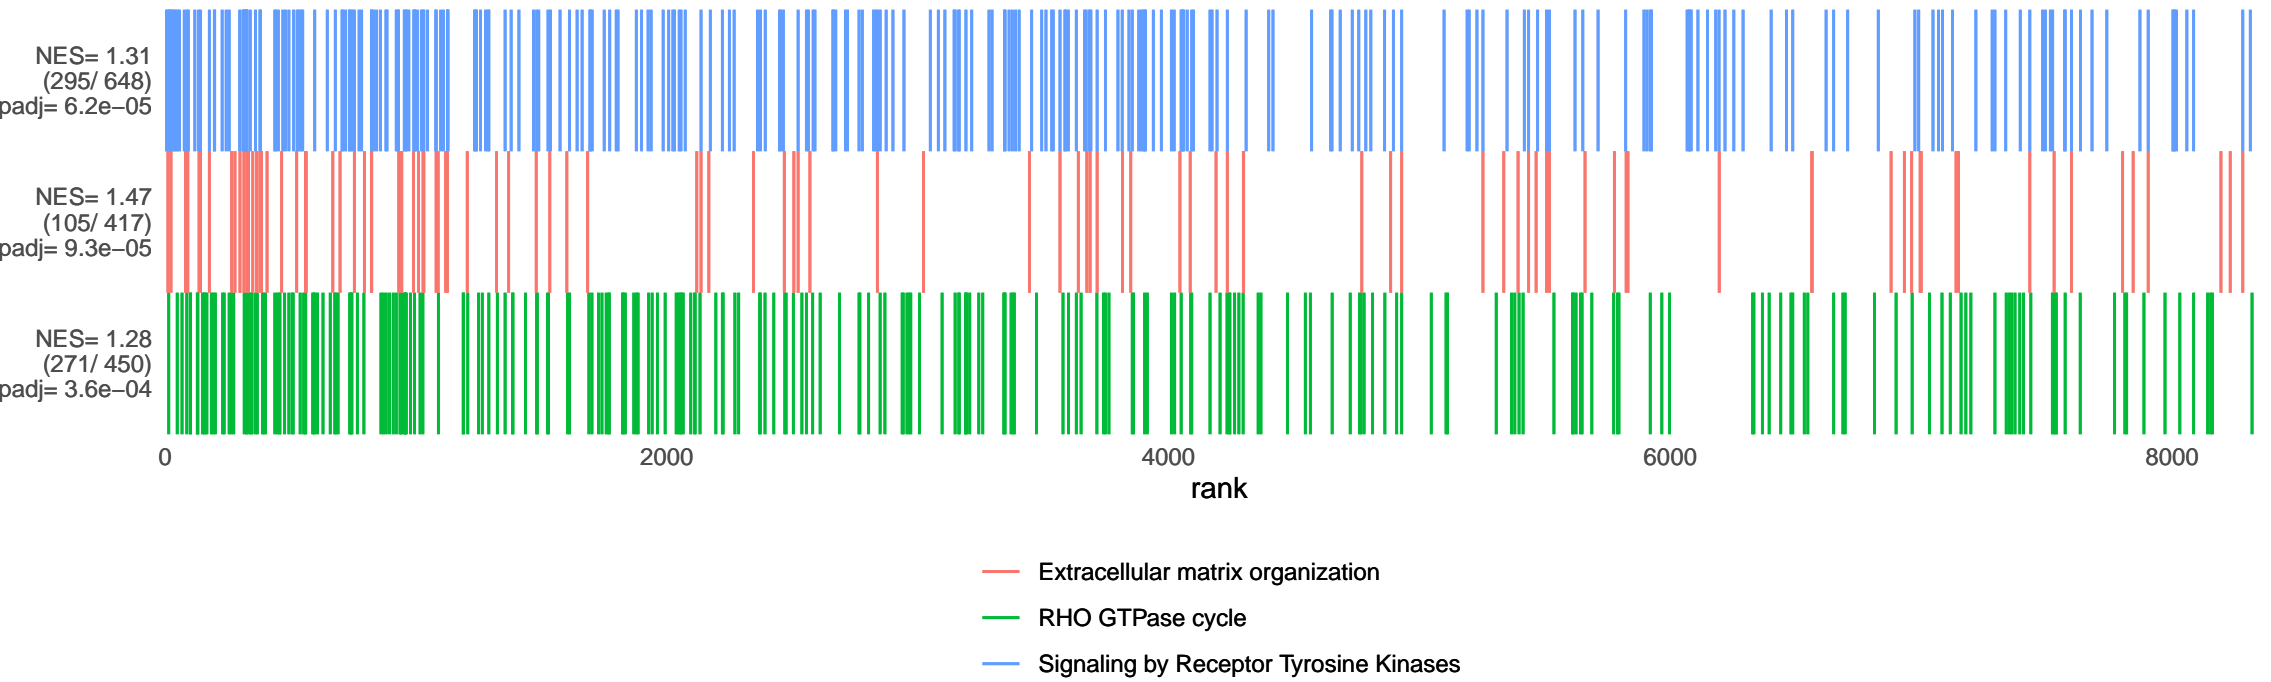 NES= 1.31
(295/ 648)
padj= 6.2e−05
NES= 1.47
(105/ 417)
padj= 9.3e−05
NES= 1.28
(271/ 450)
padj= 3.6e−04
0 2000 4000 6000 8000
rank
Extracellular matrix organization
RHO GTPase cycle
Signaling by Receptor Tyrosine Kinases